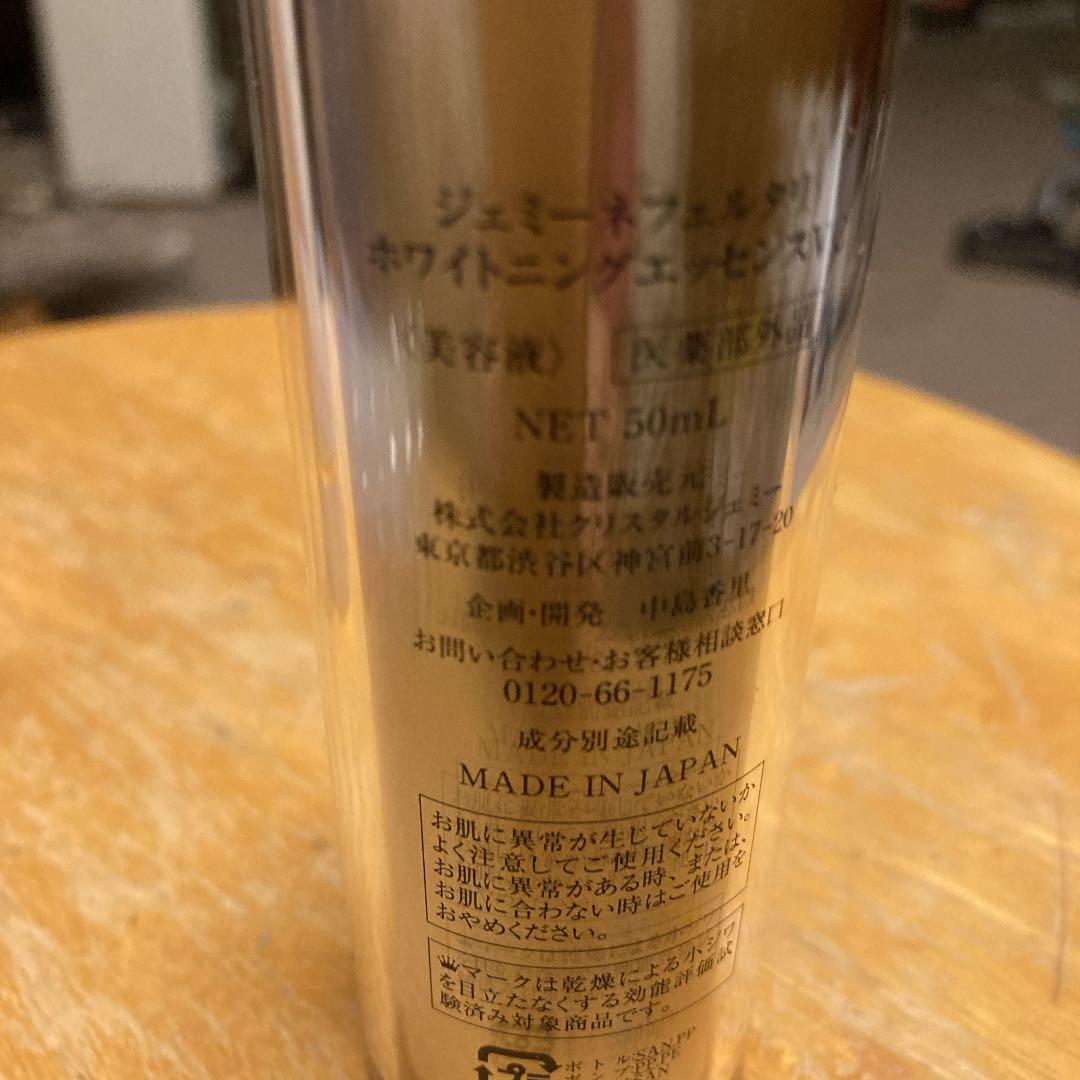 ジェミーネフェルタリ
ホワイトニングエッセンス
〈美容液〉 医薬部外品
NET 50mL
製造販売元
株式会社クリスタルジェミー
東京都渋谷区神宮前3-17-20
企画・開発 中島香里
お問い合わせ・お客様相談窓口
0120-66-1175
成分別途記載
MADE IN JAPAN
お肌に異常が生じていないか
よく注意してご使用ください。
お肌に異常がある時、または、
お肌に合わない時はご使用を
おやめください。
マークは乾燥による小ジワ
を目立たなくする効能評価試
験済み対象商品です。
ボトル:SAN,PP